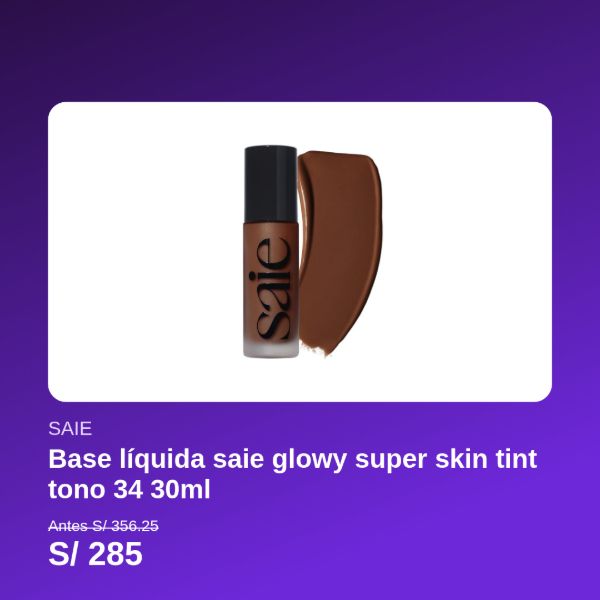 saie
SAIE
Base líquida saie glowy super skin tint
tono 34 30ml
Antes S/ 356.25
S/ 285